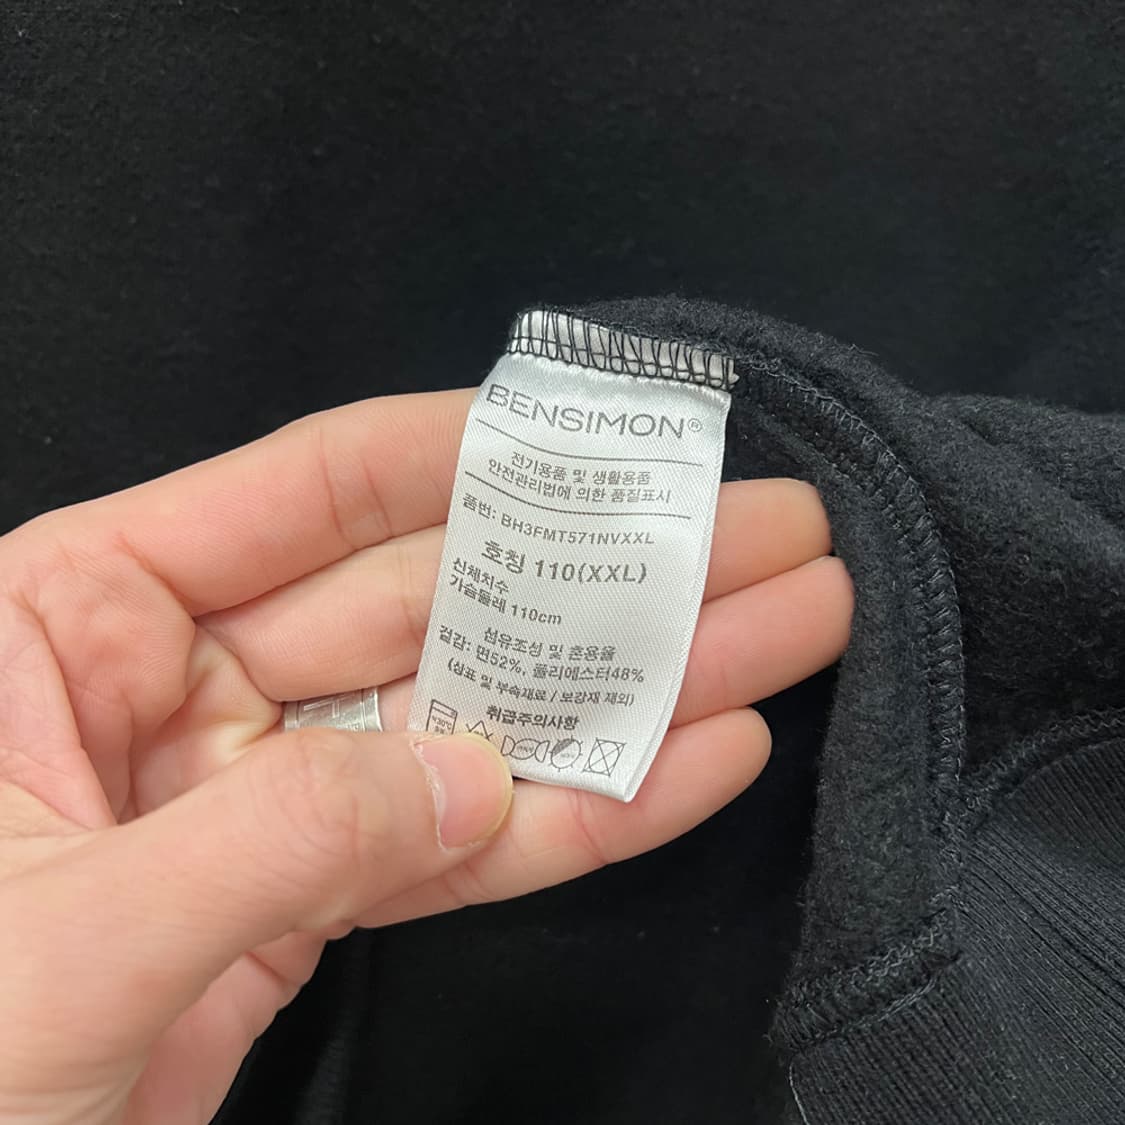 BENSIMON®
전기용품 및 생활용품
안전관리법에 의한 품질표시
품번: BH3FMT571NVXXL
호칭 110(XXL)
신체치수
가슴둘레 110cm
섬유조성 및 혼용율
겉감: 면52%, 폴리에스터48%
(상표 및 부속재료 / 보강재 제외)
취급주의사항
약30℃